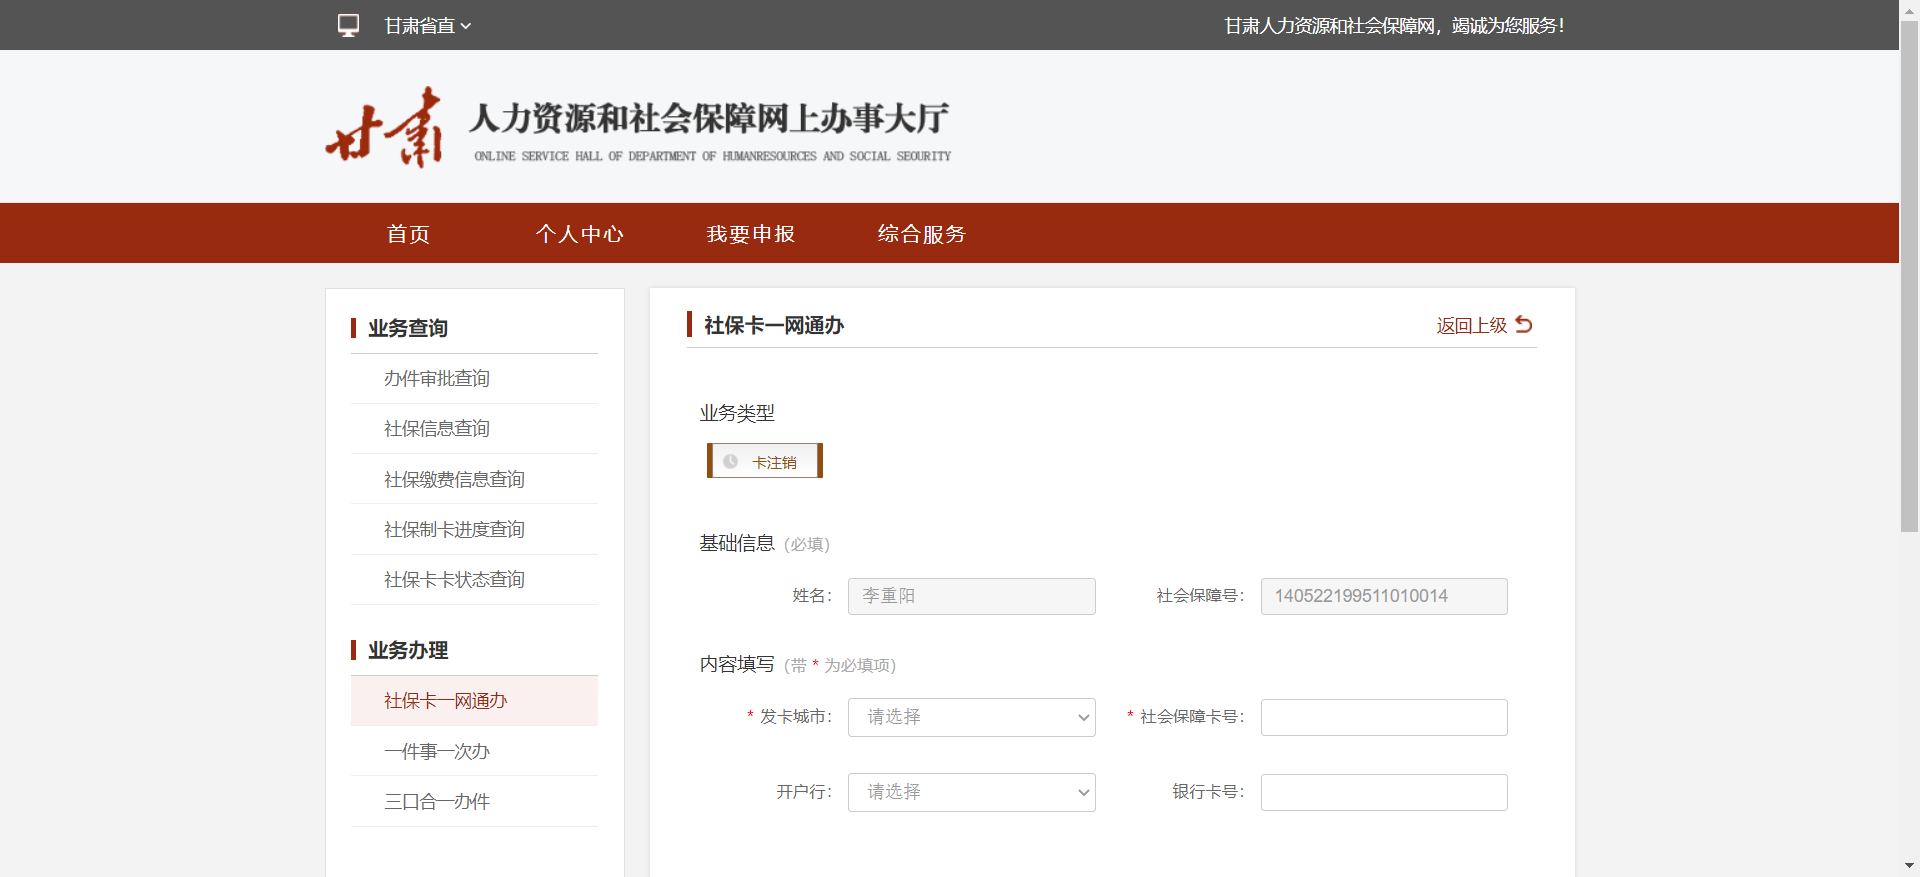 甘肃省直
甘肃人力资源和社会保障网，竭诚为您服务！
甘肃 人力资源和社会保障网上办事大厅
ONLINE SERVICE HALL OF DEPARTMENT OF HUMANRESOURCES AND SOCIAL SEOURITY
首页 个人中心 我要申报 综合服务
业务查询
办件审批查询
社保信息查询
社保缴费信息查询
社保制卡进度查询
社保卡卡状态查询
业务办理
社保卡一网通办
一件事一次办
三口合一办件
社保卡一网通办
返回上级
业务类型
卡注销
基础信息 (必填)
姓名： 李重阳 社会保障号： 140522199511010014
内容填写 (带 * 为必填项)
* 发卡城市： 请选择 * 社会保障卡号：
开户行： 请选择 银行卡号：